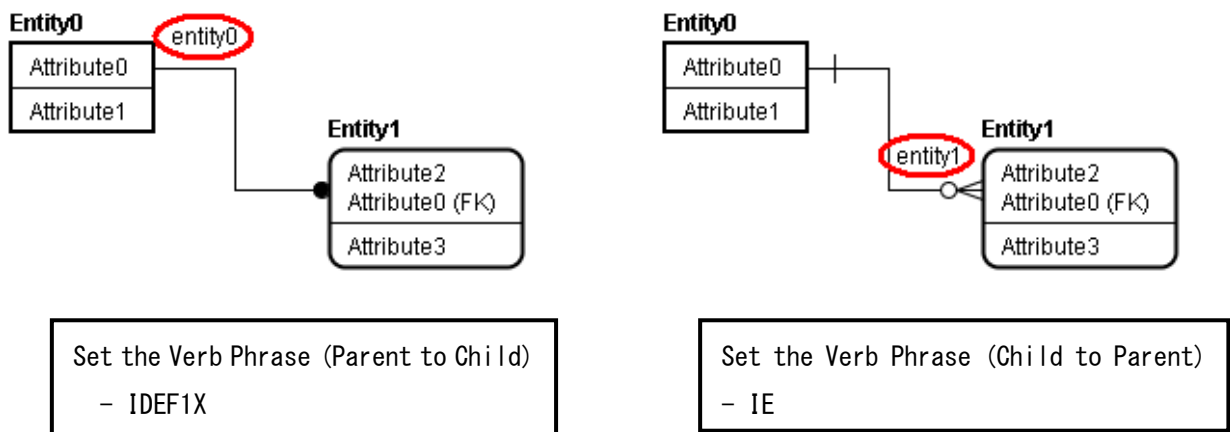 Entity0
entity0
Attribute0
Attribute1
Entity1
Attribute2
Attribute0 (FK)
Attribute3
Set the Verb Phrase (Parent to Child)
- IDEF1X
Entity0
Attribute0
Attribute1
Entity1
entity1
Attribute2
Attribute0 (FK)
Attribute3
Set the Verb Phrase (Child to Parent)
- IE